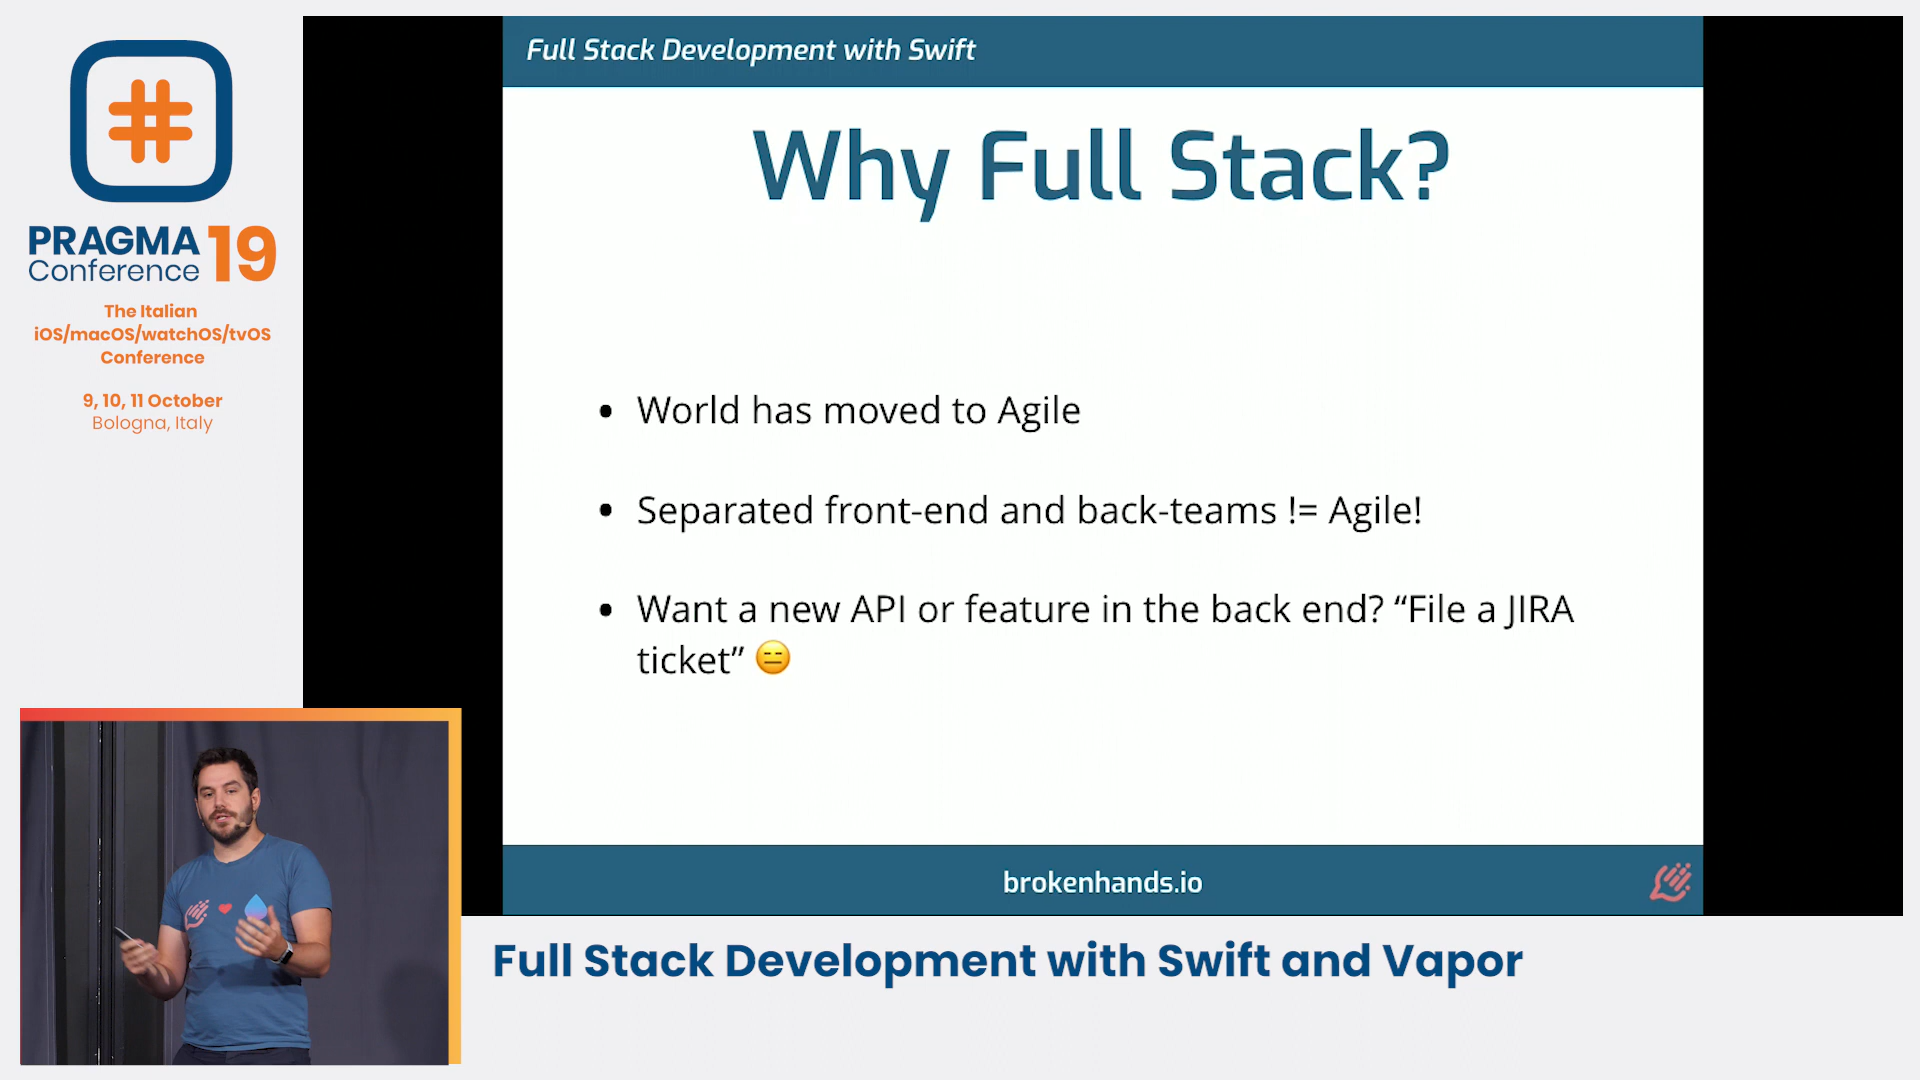 PRAGMA 19
Conference
The Italian
iOS/macOS/watchOS/tvOS
Conference
9, 10, 11 October
Bologna, Italy
Full Stack Development with Swift
Why Full Stack?
• World has moved to Agile
• Separated front-end and back-teams != Agile!
• Want a new API or feature in the back end? “File a JIRA
ticket” 😑
brokenhands.io
Full Stack Development with Swift and Vapor